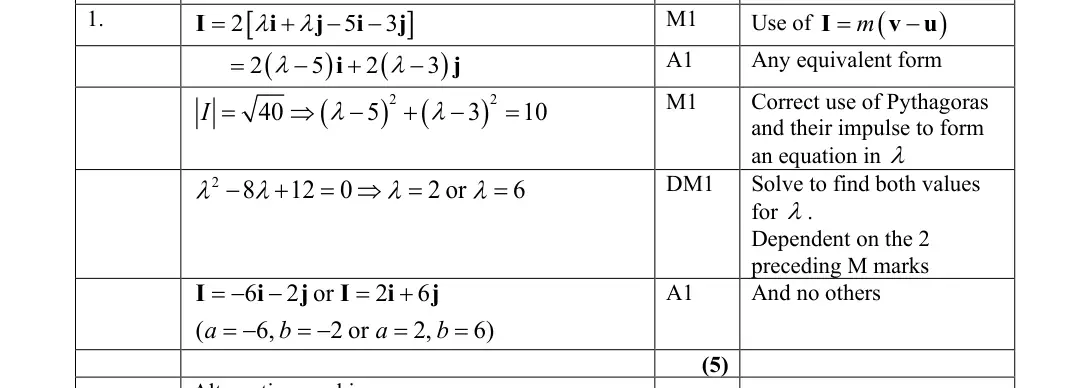 1. I = 2[λi + λj − 5i − 3j] M1 Use of I = m(v − u)
= 2(λ − 5)i + 2(λ − 3)j A1 Any equivalent form
|I| = √40 ⇒ (λ − 5)² + (λ − 3)² = 10 M1 Correct use of Pythagoras
and their impulse to form
an equation in λ
λ² − 8λ + 12 = 0 ⇒ λ = 2 or λ = 6 DM1 Solve to find both values
for λ.
Dependent on the 2
preceding M marks
I = −6i − 2j or I = 2i + 6j A1 And no others
(a = −6, b = −2 or a = 2, b = 6)
(5)